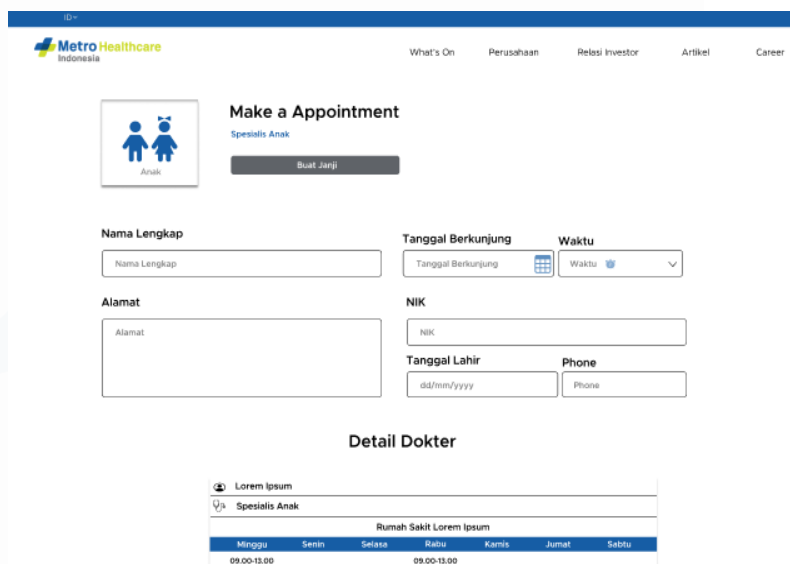 ID
Metro Healthcare
Indonesia
What's On Perusahaan Relasi Investor Artikel Career
Make a Appointment
Spesialis Anak
Anak
Buat Janji
Nama Lengkap
Tanggal Berkunjung Waktu
Nama Lengkap
Tanggal Berkunjung Waktu
Alamat
NIK
Alamat
NIK
Tanggal Lahir Phone
dd/mm/yyyy Phone
Detail Dokter
Lorem Ipsum
Spesialis Anak
Rumah Sakit Lorem Ipsum
Minggu Senin Selasa Rabu Kamis Jumat Sabtu
09.00-13.00 09.00-13.00